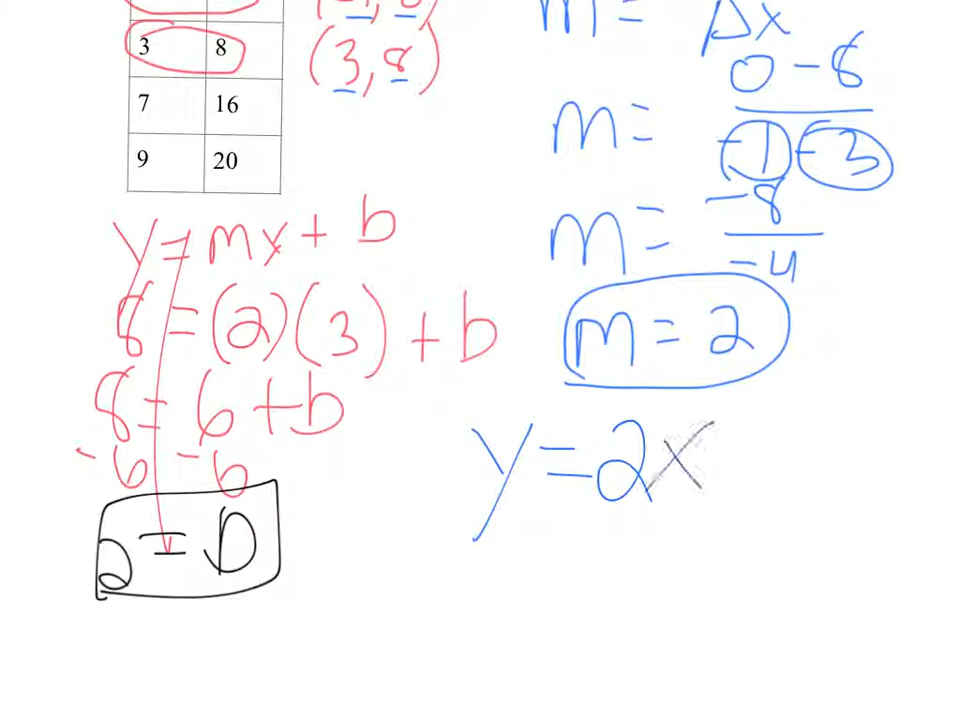 m = Δx
3 8 (3, 8)
0 - 8
7 16
m = -1 - 3
9 20
-8
y = mx + b
m = -4
8 = (2)(3) + b
m = 2
8 = 6 + b
y = 2x
-6 -6
2 = b